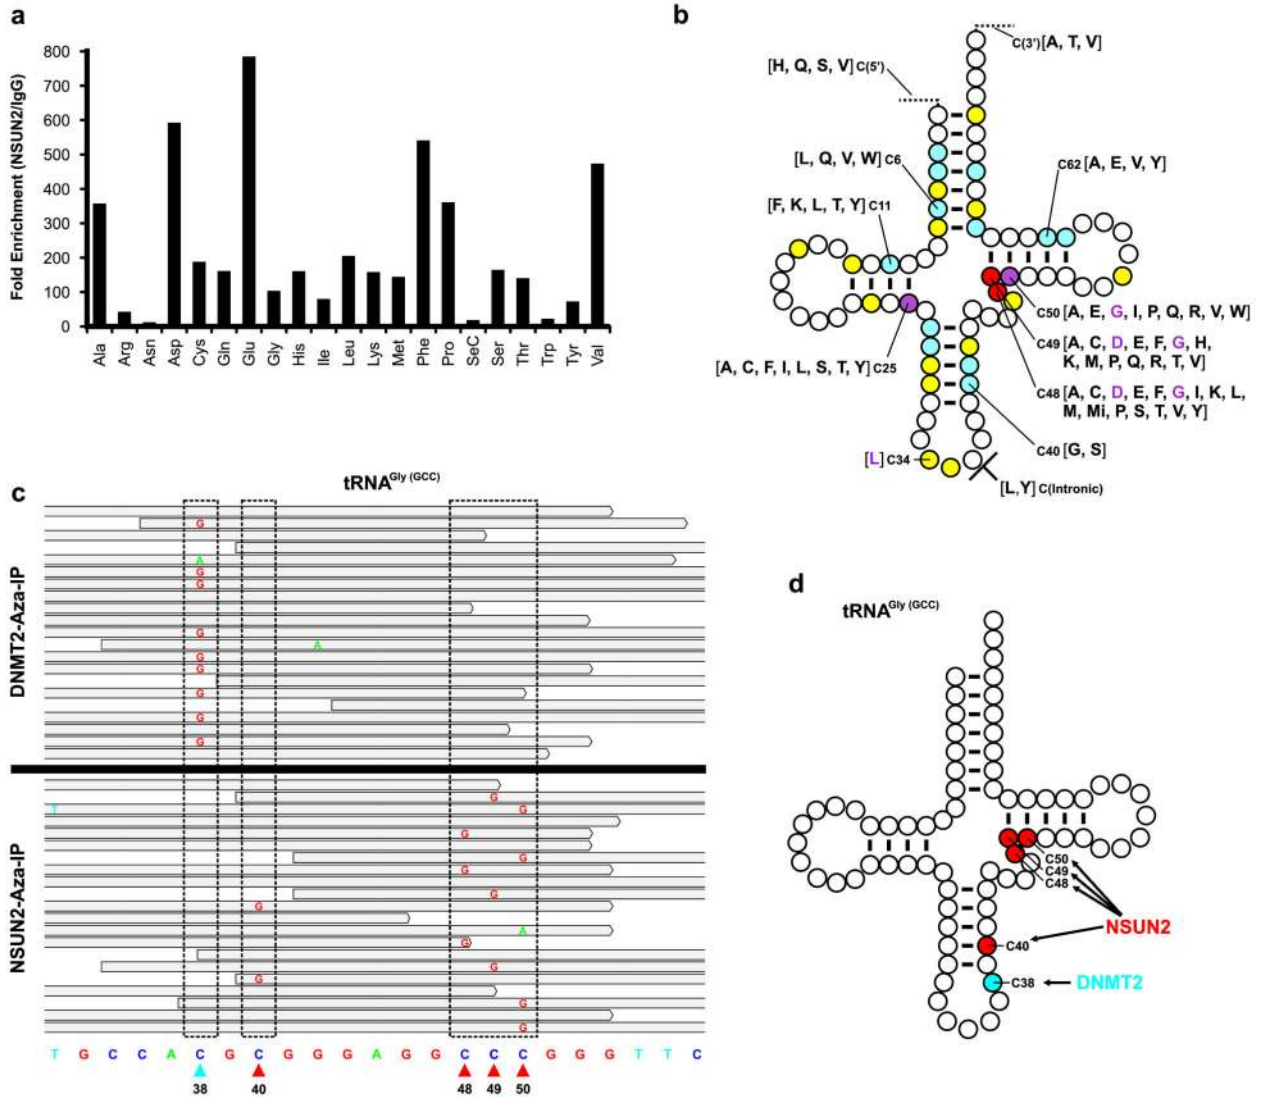 a
Fold Enrichment (NSUN2/IgG)
800
700
600
500
400
300
200
100
0
Ala Arg Asn Asp Cys Gln Glu Gly His Ile Leu Lys Met Phe Pro SeC Ser Thr Trp Tyr Val
b
C(3') [A, T, V]
[H, Q, S, V] C(5')
[L, Q, V, W] C6
C62 [A, E, V, Y]
[F, K, L, T, Y] C11
C50 [A, E, G, I, P, Q, R, V, W]
C49 [A, C, D, E, F, G, H,
K, M, P, Q, R, T, V]
[A, C, F, I, L, S, T, Y] C25
C48 [A, C, D, E, F, G, I, K, L,
M, Mi, P, S, T, V, Y]
C40 [G, S]
[L] C34
[L,Y] C(Intronic)
c
tRNAGly (GCC)
DNMT2-Aza-IP
G
A
G
G
G
A
G
G
G
G
G
NSUN2-Aza-IP
G
T G
G
G
G
G
G
A
G
G
G
G
G
T G C C A C G C G G G A G G C C C G G G T T C
38 40 48 49 50
d
tRNAGly (GCC)
C50
C49
C48
NSUN2
C40
C38 DNMT2